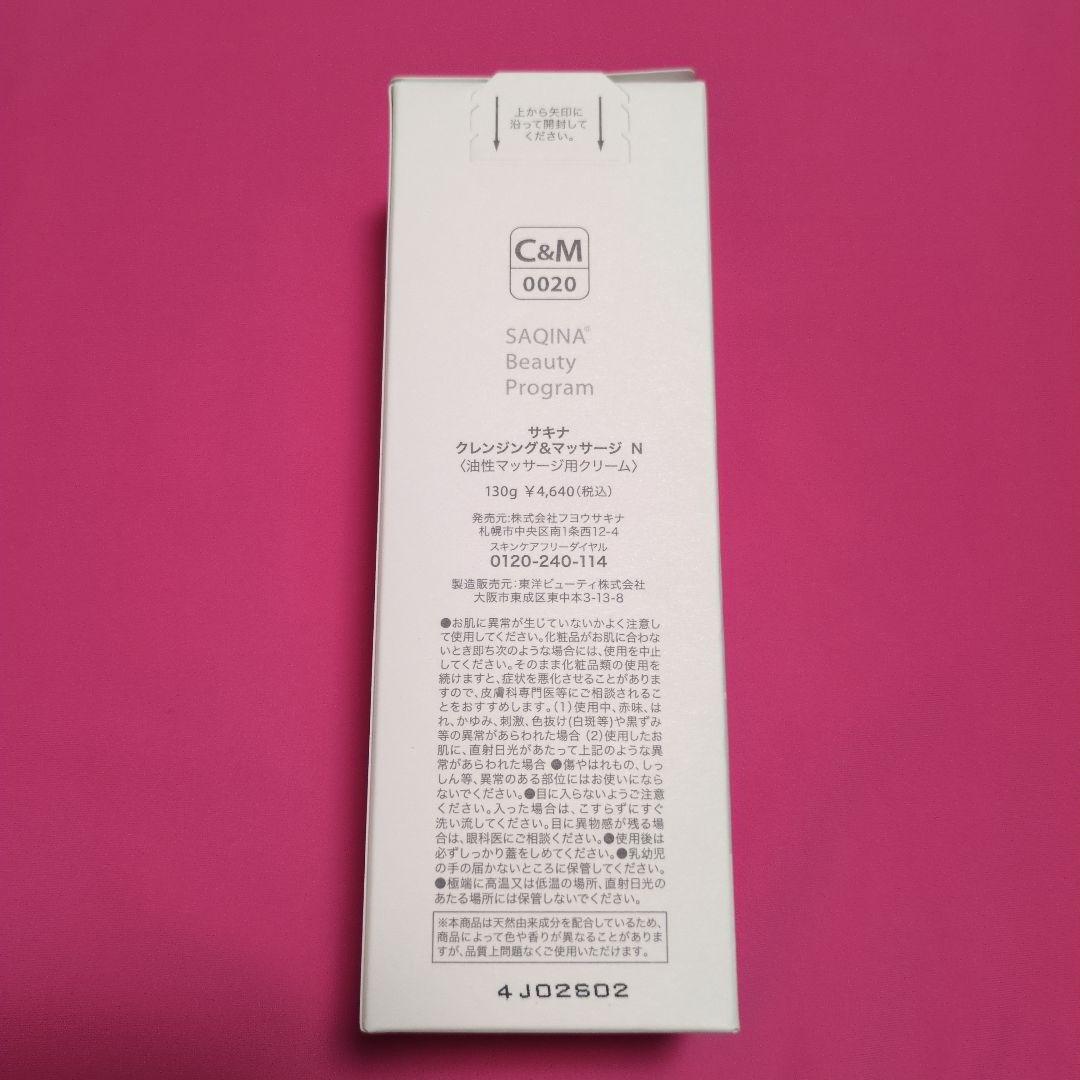 上から矢印に
沿って開封して
ください。
C&M
0020
SAQINA®
Beauty
Program
サキナ
クレンジング&マッサージ N
〈油性マッサージ用クリーム〉
130g ¥4,640(税込)
発売元:株式会社フヨウサキナ
札幌市中央区南1条西12-4
スキンケアフリーダイヤル
0120-240-114
製造販売元:東洋ビューティ株式会社
大阪市東成区東中本3-13-8
●お肌に異常が生じていないかよく注意し
て使用してください。化粧品がお肌に合わな
いとき即ち次のような場合には、使用を中止
してください。そのまま化粧品類の使用を
続けますと、症状を悪化させることがありま
すので、皮膚科専門医等にご相談されるこ
とをおすすめします。(1)使用中、赤味、は
れ、かゆみ、刺激、色抜け(白斑等)や黒ずみ
等の異常があらわれた場合 (2)使用したお
肌に、直射日光があたって上記のような異
常があらわれた場合 ●傷やはれもの、しっ
しん等、異常のある部位にはお使いになら
ないでください。●目に入らないようご注意
ください。入った場合は、こすらずにすぐ
洗い流してください。目に異物感が残る場
合は、眼科医にご相談ください。●使用後は
必ずしっかり蓋をしめてください。●乳幼児
の手の届かないところに保管してください。
●極端に高温又は低温の場所、直射日光の
あたる場所には保管しないでください。
※本商品は天然由来成分を配合しているため、
商品によって色や香りが異なることがありま
すが、品質上問題なくご使用いただけます。
4J02S02